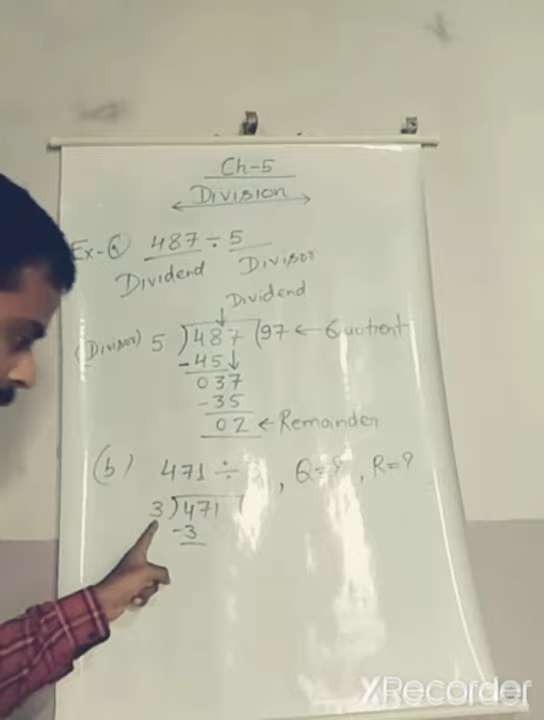 Ch-5
Division
Ex-(a) 487 ÷ 5
Dividend Divisor
Dividend
(Divisor) 5 ) 487 ( 97 ← Quotient
-45↓
037
-35
02 ← Remainder
(b) 471 ÷ , Q=? , R=?
3 ) 471
-3
XRecorder